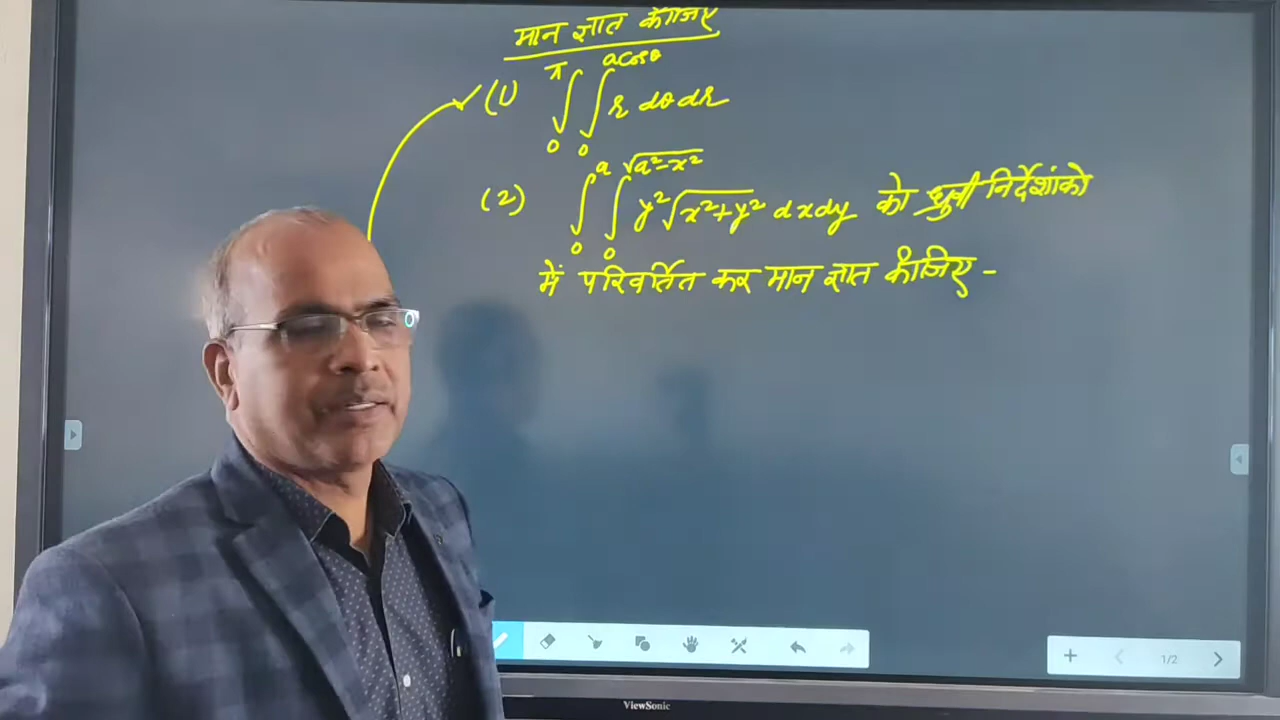 मान ज्ञात कीजिए
(1) ∫₀^π ∫₀^{a cosθ} r dθ dr
(2) ∫₀^a ∫₀^{√(a²-x²)} y²√(x²+y²) dx dy को ध्रुवी निर्देशांको
में परिवर्तित कर मान ज्ञात कीजिए -
1/2
ViewSonic